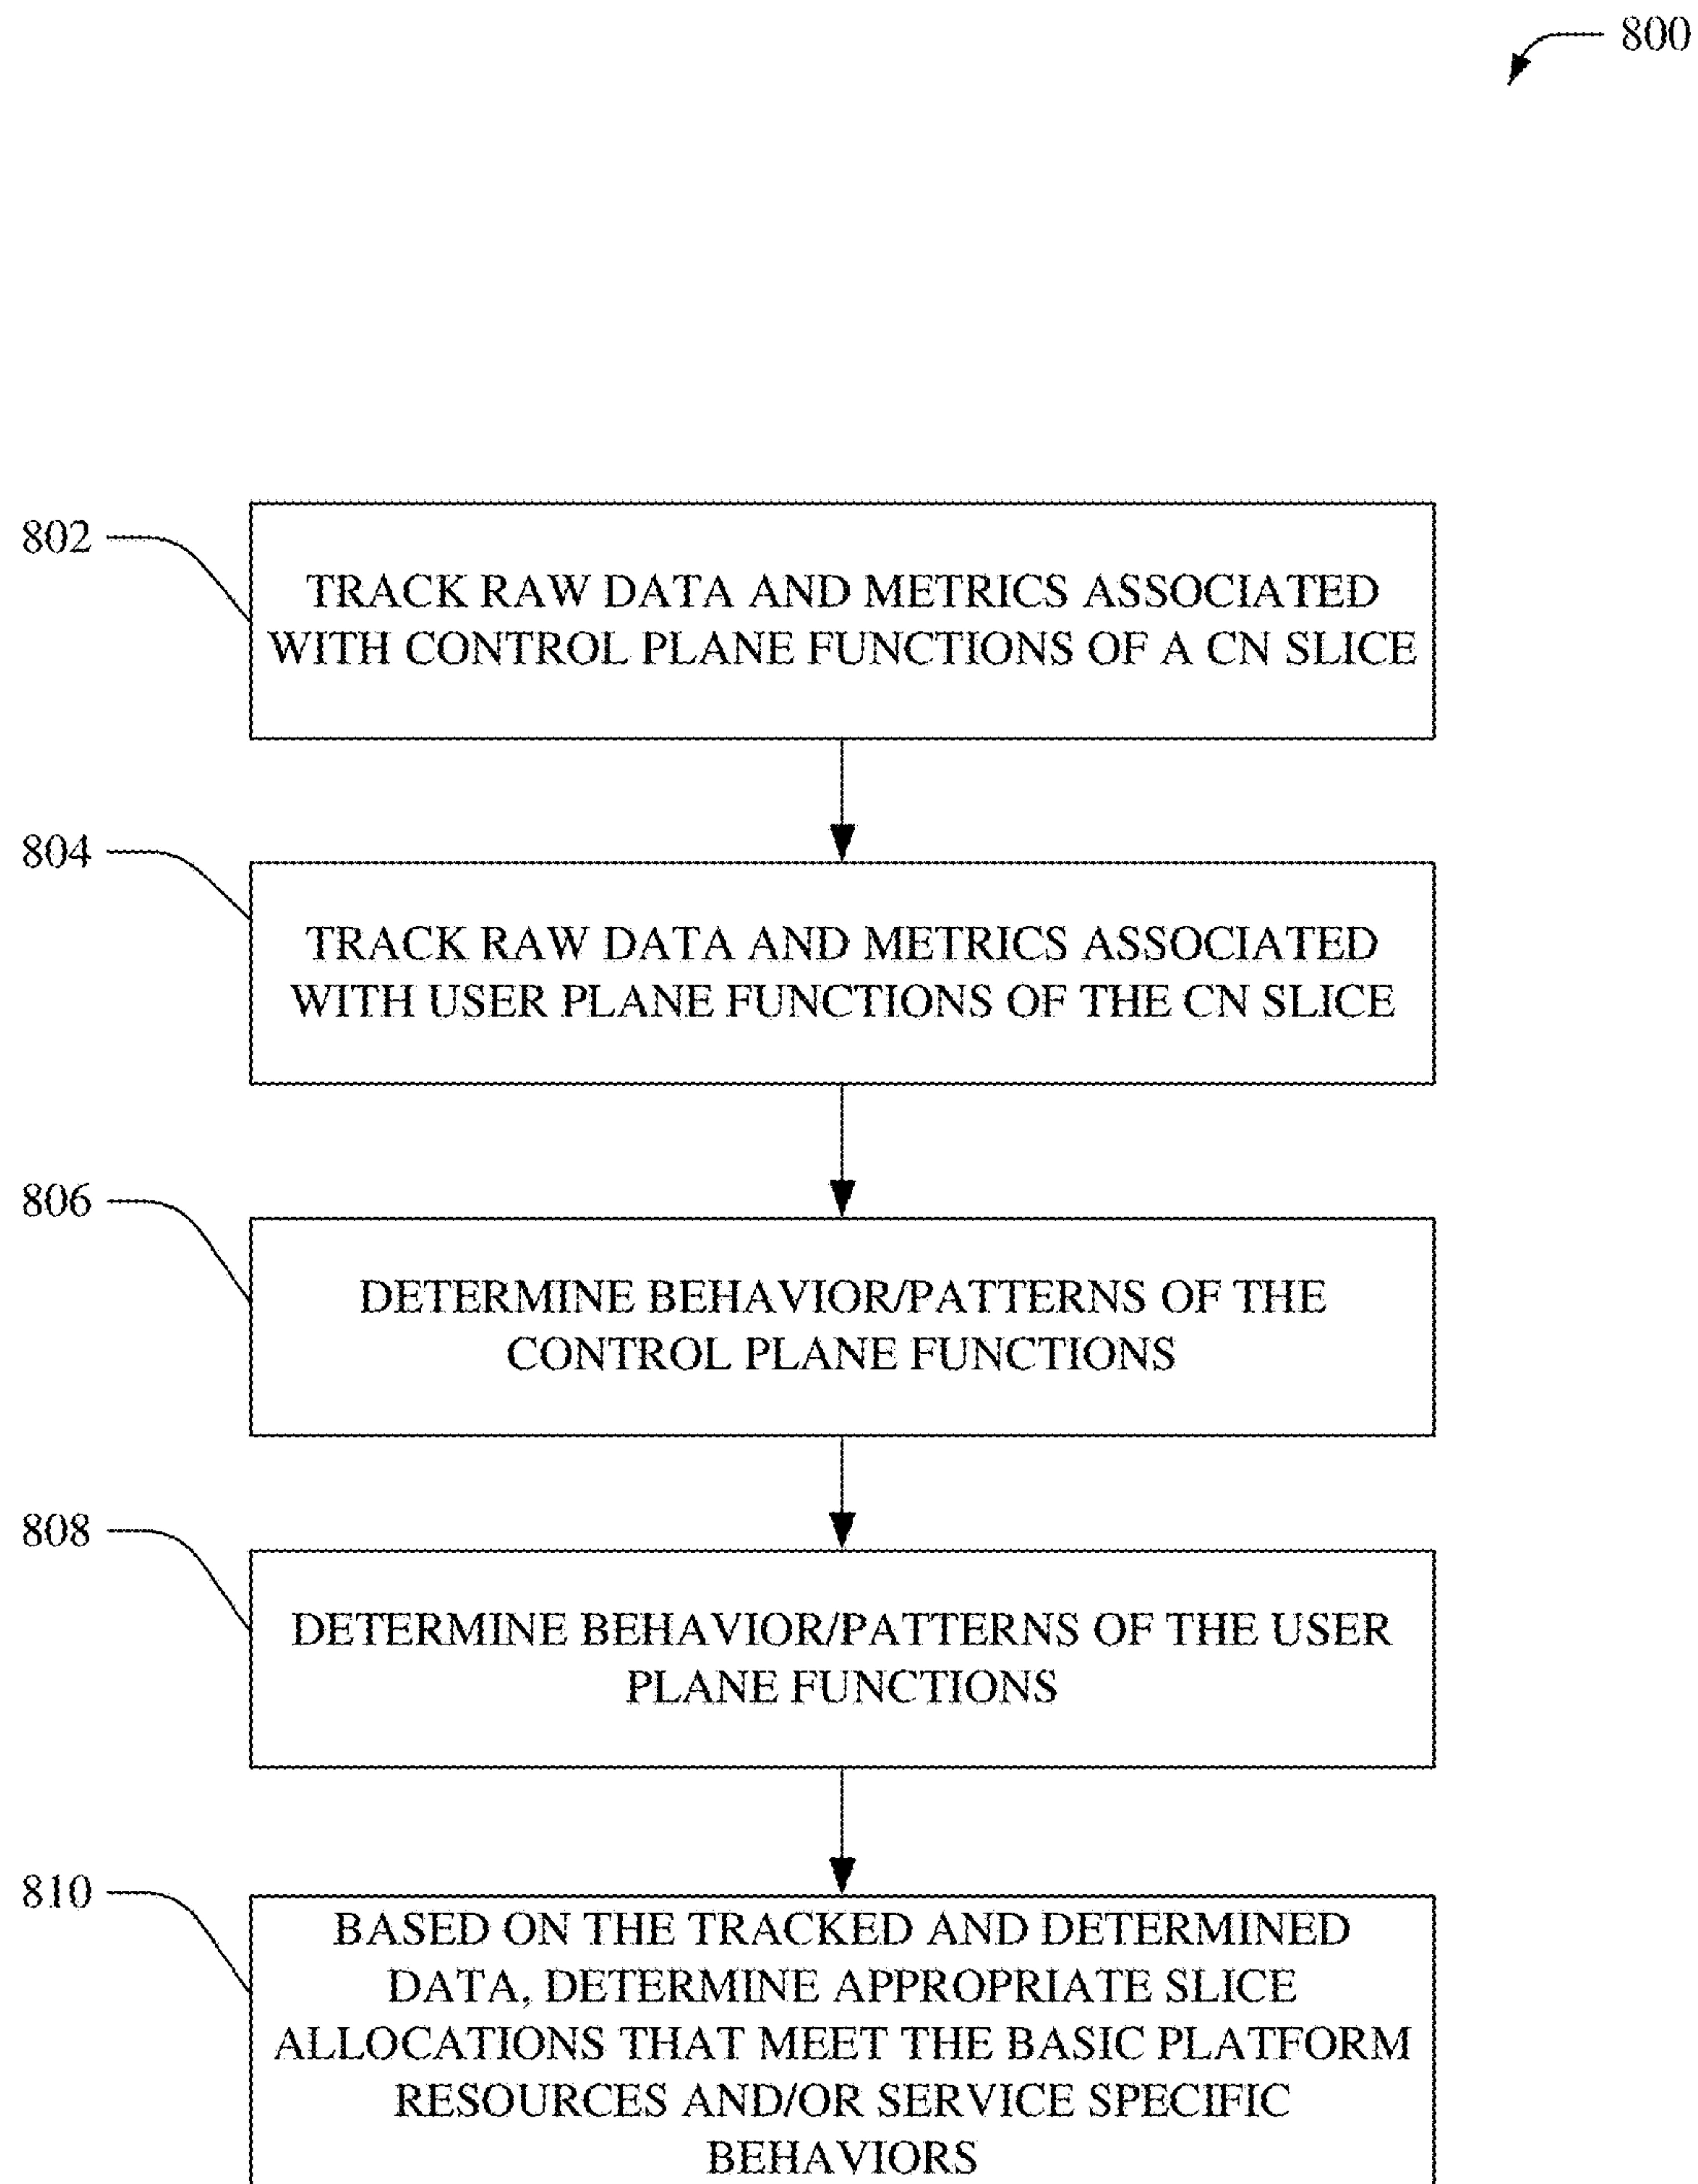 800
802
TRACK RAW DATA AND METRICS ASSOCIATED
WITH CONTROL PLANE FUNCTIONS OF A CN SLICE
804
TRACK RAW DATA AND METRICS ASSOCIATED
WITH USER PLANE FUNCTIONS OF THE CN SLICE
806
DETERMINE BEHAVIOR/PATTERNS OF THE
CONTROL PLANE FUNCTIONS
808
DETERMINE BEHAVIOR/PATTERNS OF THE USER
PLANE FUNCTIONS
810
BASED ON THE TRACKED AND DETERMINED
DATA, DETERMINE APPROPRIATE SLICE
ALLOCATIONS THAT MEET THE BASIC PLATFORM
RESOURCES AND/OR SERVICE SPECIFIC
BEHAVIORS